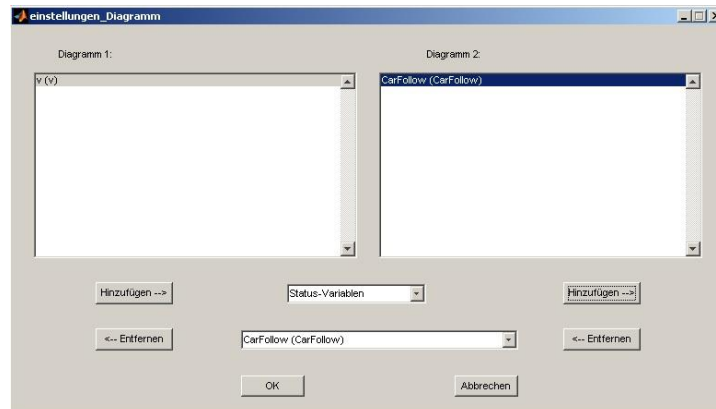 einstellungen_Diagramm
Diagramm 1:
Diagramm 2:
v (v)
CarFollow (CarFollow)
Hinzufügen -->
Status-Variablen
Hinzufügen -->
<-- Entfernen
CarFollow (CarFollow)
<-- Entfernen
OK
Abbrechen